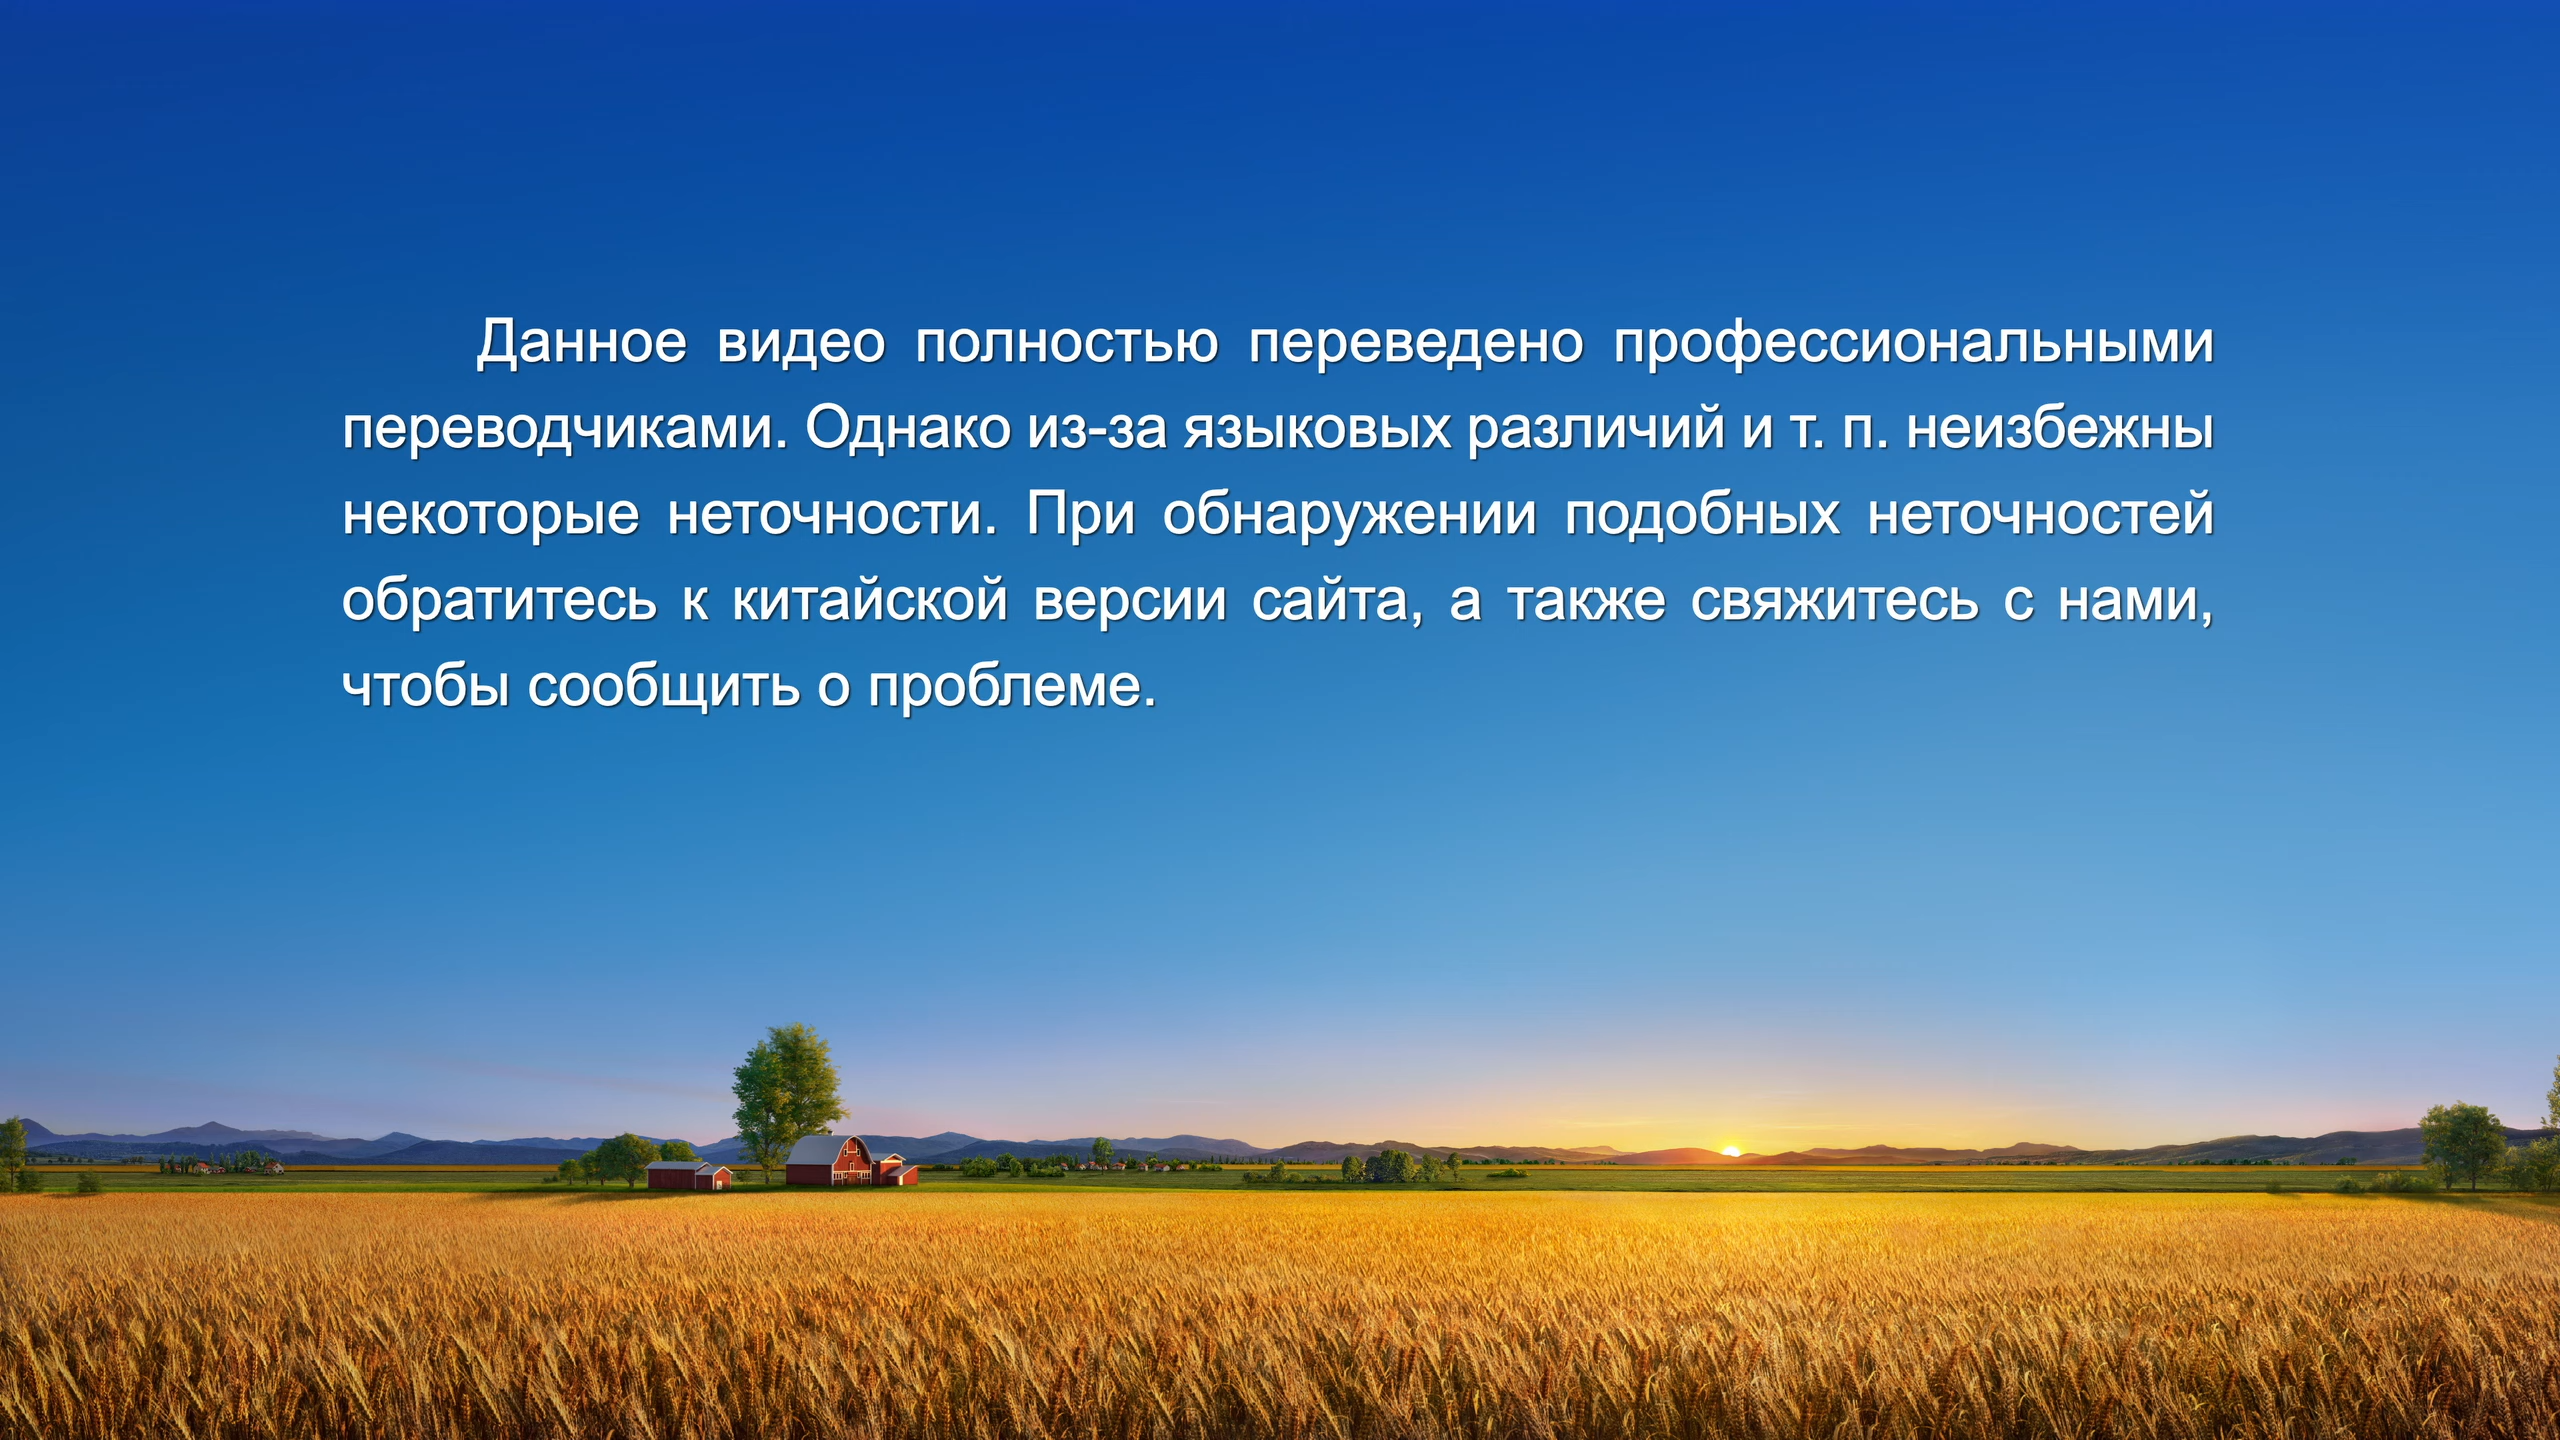 Данное видео полностью переведено профессиональными
переводчиками. Однако из-за языковых различий и т. п. неизбежны
некоторые неточности. При обнаружении подобных неточностей
обратитесь к китайской версии сайта, а также свяжитесь с нами,
чтобы сообщить о проблеме.